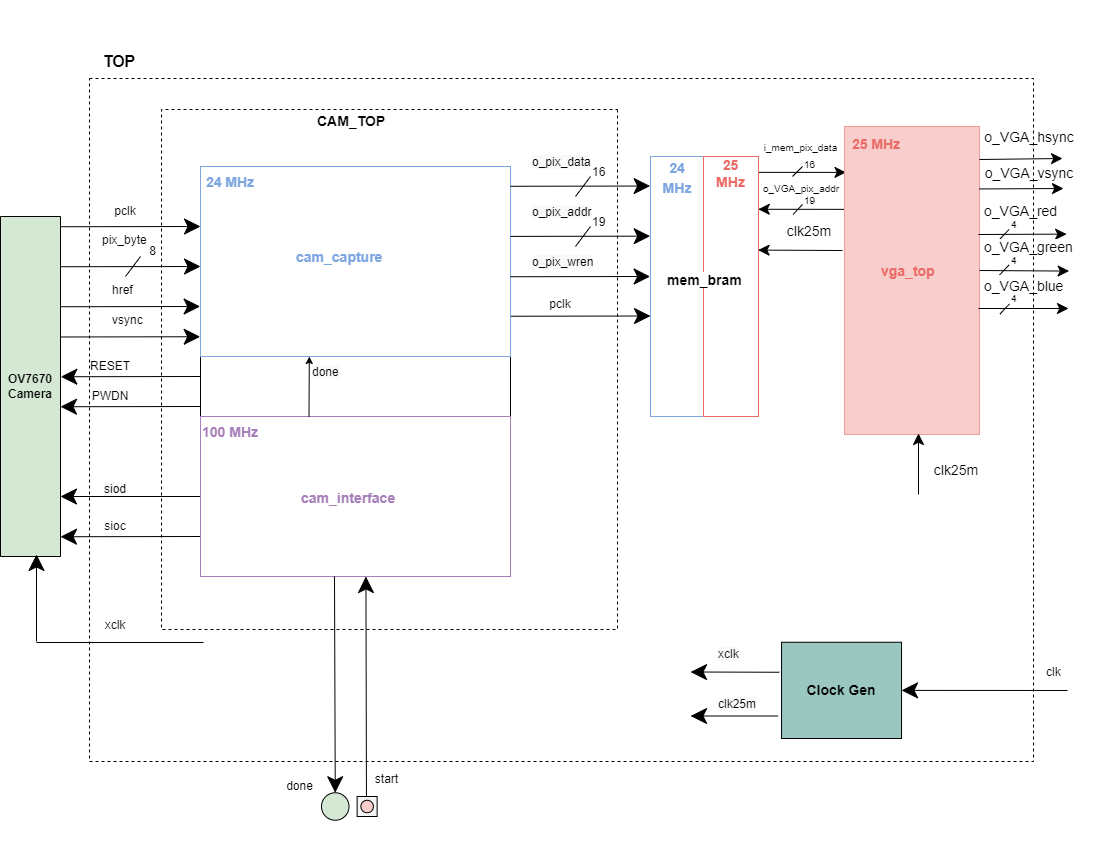 TOP
CAM_TOP
24 MHz
cam_capture
pclk
pix_byte
8
href
vsync
RESET
PWDN
OV7670
Camera
done
100 MHz
cam_interface
siod
sioc
xclk
o_pix_data
16
o_pix_addr
19
o_pix_wren
pclk
24
MHz
25
MHz
mem_bram
i_mem_pix_data
16
o_VGA_pix_addr
19
clk25m
25 MHz
vga_top
o_VGA_hsync
o_VGA_vsync
o_VGA_red
4
o_VGA_green
4
o_VGA_blue
4
clk25m
xclk
clk25m
Clock Gen
clk
done
start